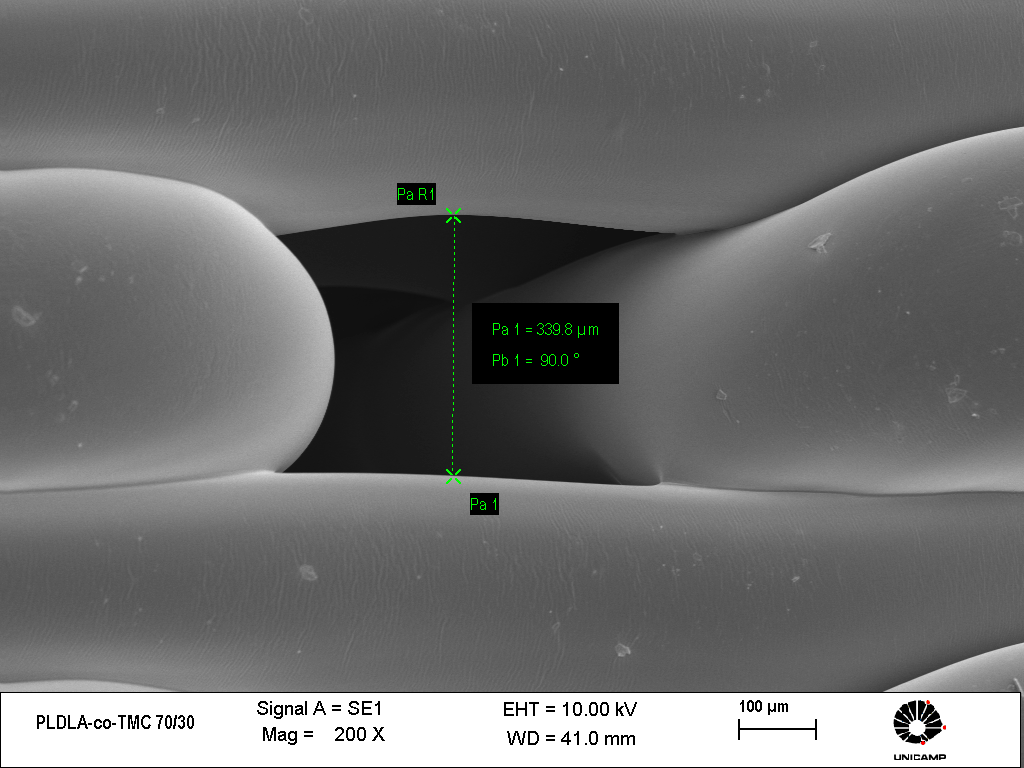 Pa R1
Pa 1 = 339.8 µm
Pb 1 = 90.0 °
Pa 1
PLDLA-co-TMC 70/30
Signal A = SE1
Mag = 200 X
EHT = 10.00 kV
WD = 41.0 mm
100 µm
UNICAMP